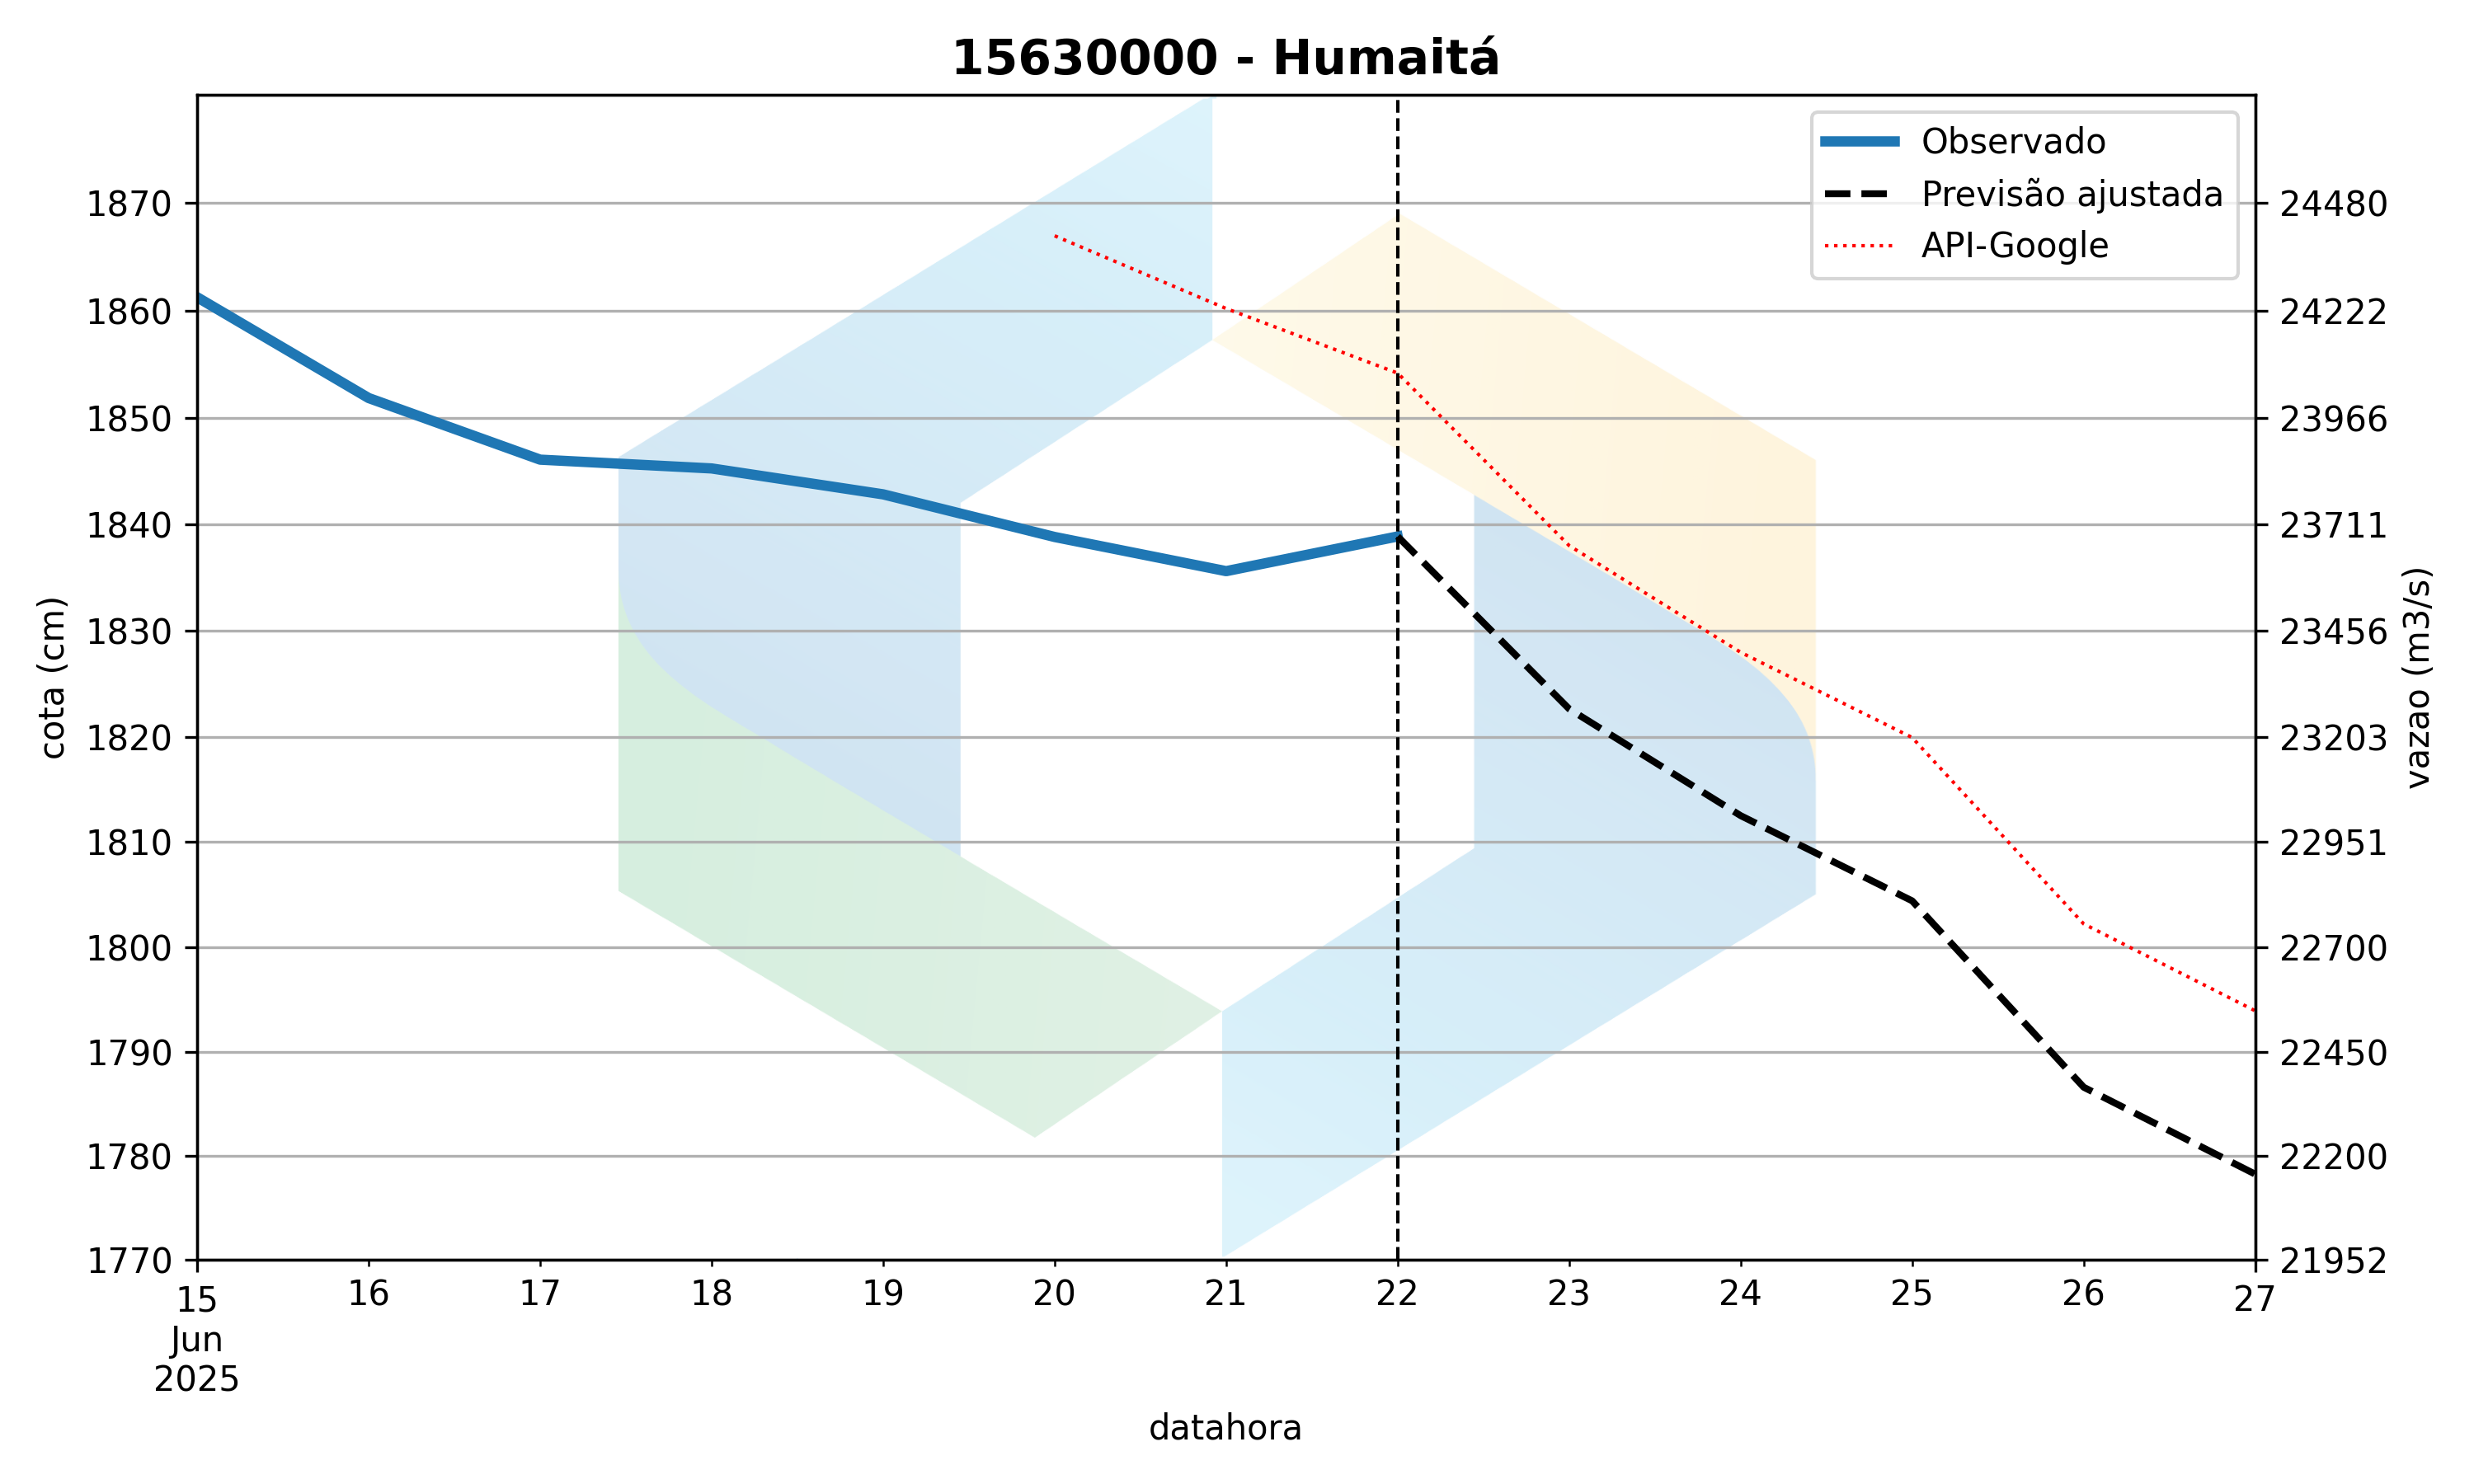 15630000 - Humaitá
Observado
Previsão ajustada
API-Google
cota (cm)
1870
1860
1850
1840
1830
1820
1810
1800
1790
1780
1770
24480
24222
23966
23711
23456
23203
22951
22700
22450
22200
21952
vazao (m3/s)
15 16 17 18 19 20 21 22 23 24 25 26 27
Jun
2025
datahora